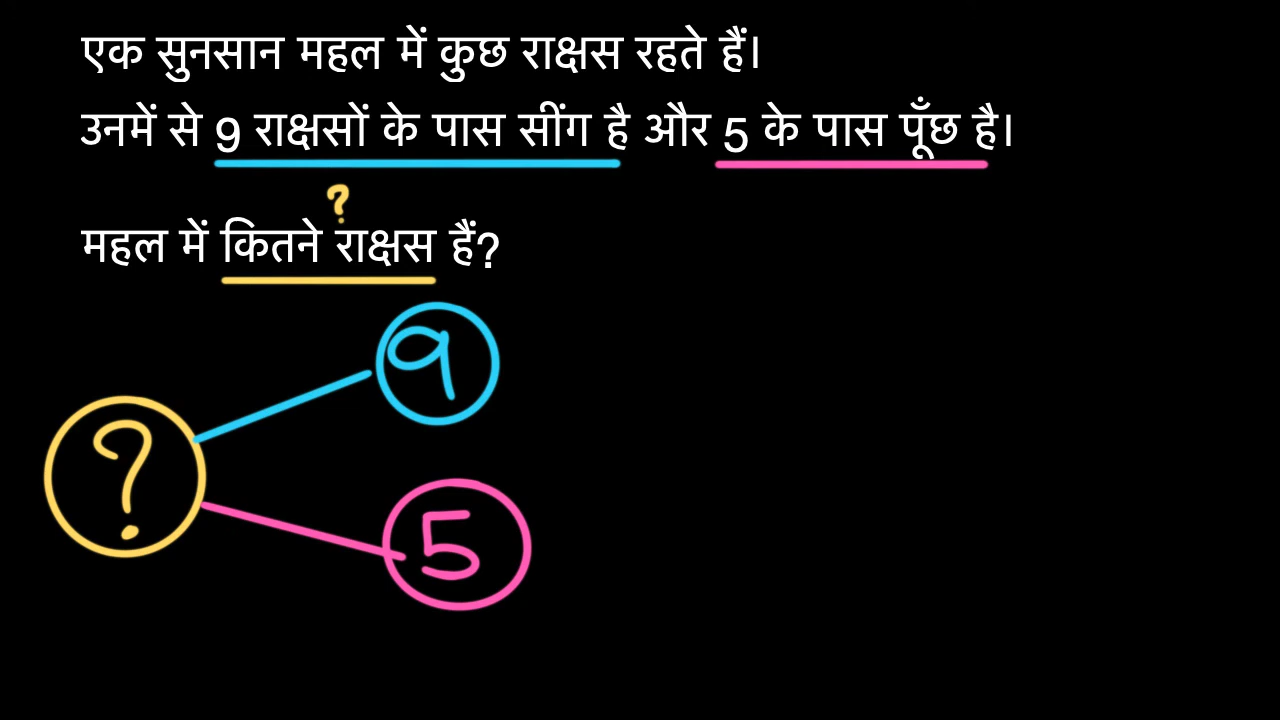 एक सुनसान महल में कुछ राक्षस रहते हैं।
उनमें से 9 राक्षसों के पास सींग है और 5 के पास पूँछ है।
?
महल में कितने राक्षस हैं?
9
?
5